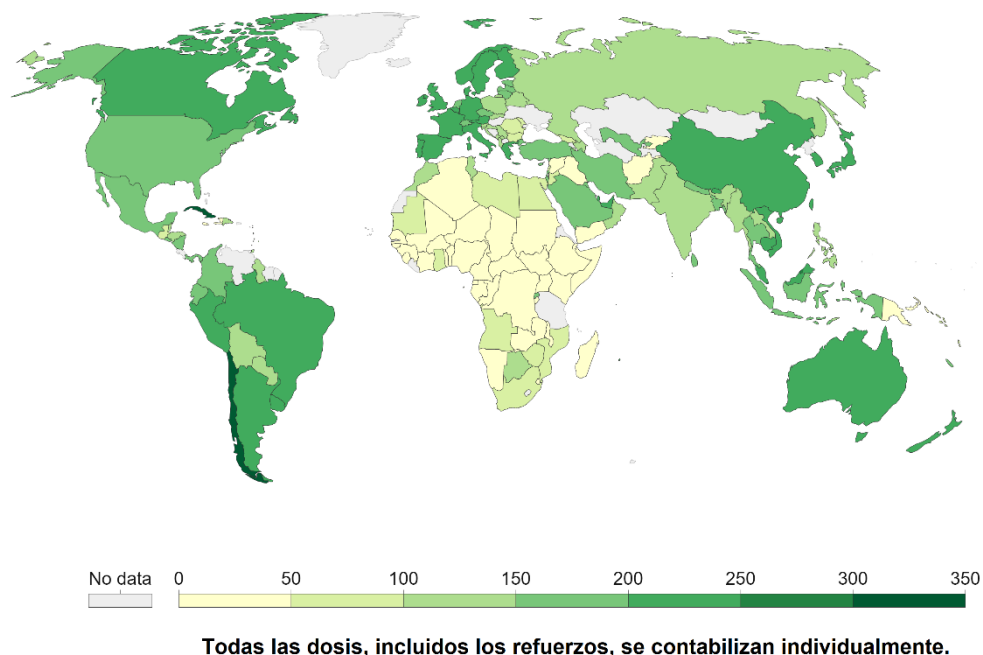 No data 0 50 100 150 200 250 300 350
Todas las dosis, incluidos los refuerzos, se contabilizan individualmente.